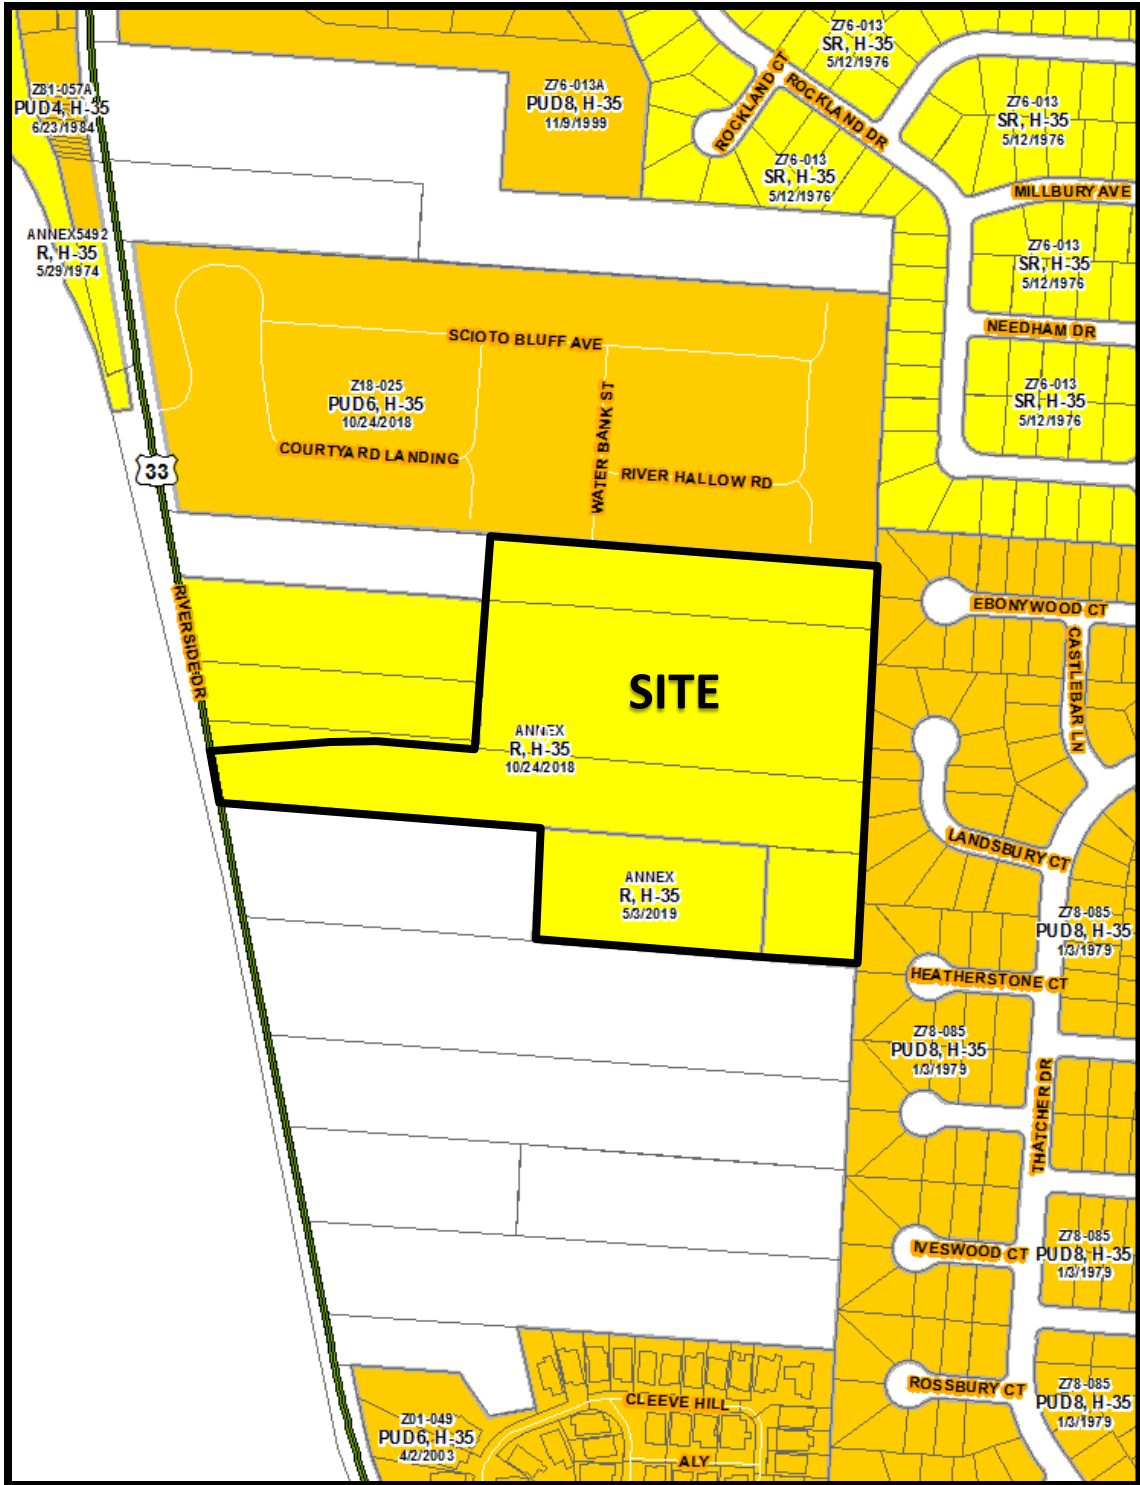 Z76-013
SR, H-35
5/12/1976
Z81-057A
PUD4, H-35
6/23/1984
Z76-013A
PUD8, H-35
11/9/1999
ROCKLAND CT
ROCKLAND DR
Z76-013
SR, H-35
5/12/1976
Z76-013
SR, H-35
5/12/1976
MILLBURY AVE
ANNEX5492
R, H-35
5/29/1974
Z76-013
SR, H-35
5/12/1976
NEEDHAM DR
SCIOTO BLUFF AVE
Z18-025
PUD6, H-35
10/24/2018
WATER BANK ST
Z76-013
SR, H-35
5/12/1976
COURTYARD LANDING
33
RIVER HALLOW RD
RIVERSIDE DR
EBONYWOOD CT
CASTLEBAR LN
SITE
ANNEX
R, H-35
10/24/2018
LANDSBURY CT
ANNEX
R, H-35
5/3/2019
Z78-085
PUD8, H-35
1/3/1979
HEATHERSTONE CT
Z78-085
PUD8, H-35
1/3/1979
THATCHER DR
IVESWOOD CT
Z78-085
PUD8, H-35
1/3/1979
ROSSBURY CT
Z78-085
PUD8, H-35
1/3/1979
CLEEVE HILL
Z01-049
PUD6, H-35
4/2/2003
ALY